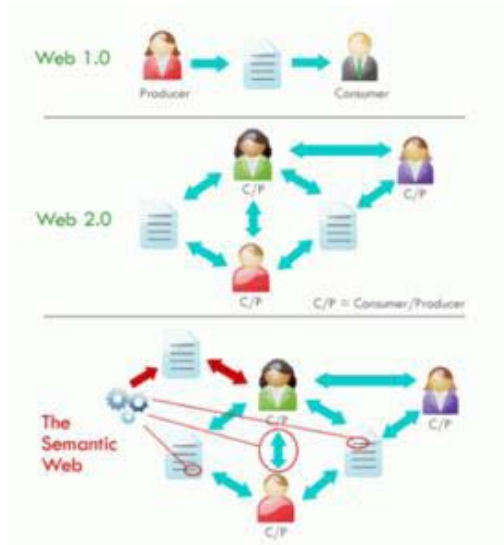 Web 1.0
Producer
Consumer
C/P
C/P
Web 2.0
C/P
C/P = Consumer/Producer
C/P
C/P
The
Semantic
Web
C/P